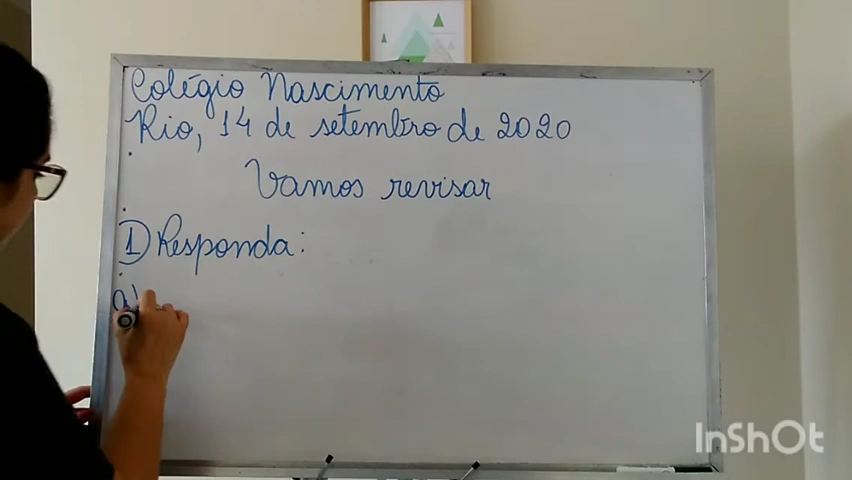 Colégio Nascimento
Rio, 14 de setembro de 2020
Vamos revisar
1) Responda:
a)
InShOt